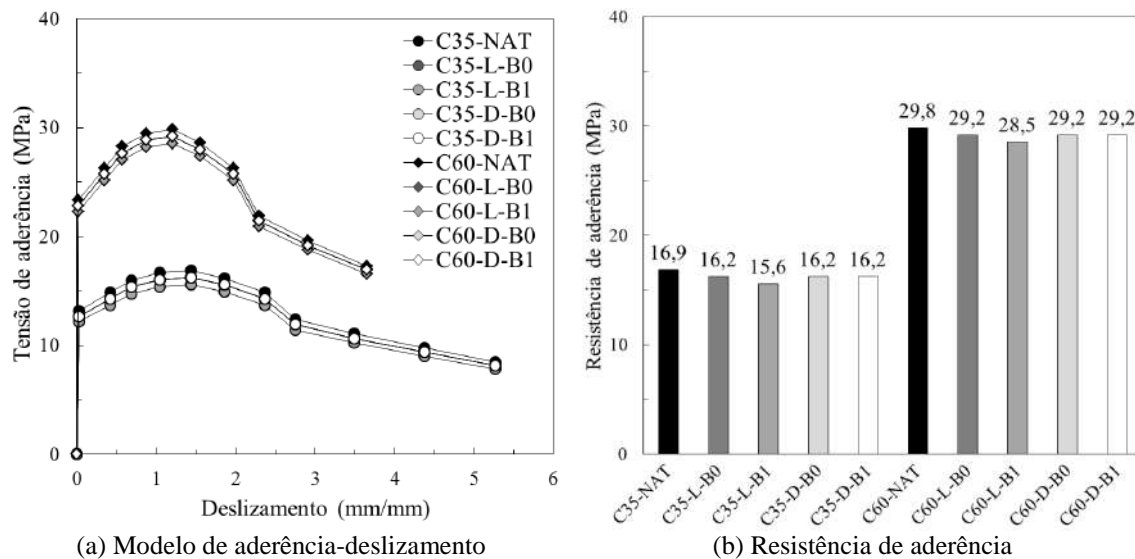 Tensão de aderência (MPa)
40
30
20
10
0
0 1 2 3 4 5 6
Deslizamento (mm/mm)
C35-NAT
C35-L-B0
C35-L-B1
C35-D-B0
C35-D-B1
C60-NAT
C60-L-B0
C60-L-B1
C60-D-B0
C60-D-B1
(a) Modelo de aderência-deslizamento
Resistência de aderência (MPa)
40
30
20
10
0
16,9 16,2 15,6 16,2 16,2 29,8 29,2 28,5 29,2 29,2
C35-NAT
C35-L-B0
C35-L-B1
C35-D-B0
C35-D-B1
C60-NAT
C60-L-B0
C60-L-B1
C60-D-B0
C60-D-B1
(b) Resistência de aderência